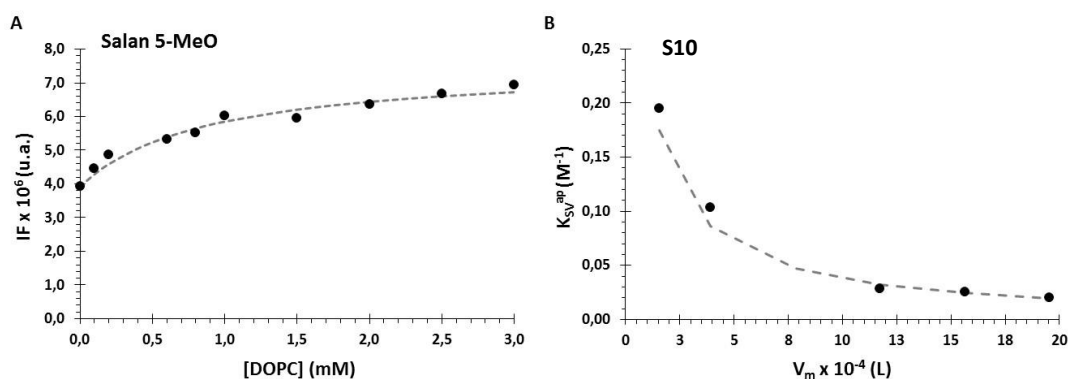 A
Salan 5-MeO
8,0
7,0
6,0
5,0
4,0
3,0
2,0
1,0
0,0
IF x 10⁶ (u.a.)
0,0 0,5 1,0 1,5 2,0 2,5 3,0
[DOPC] (mM)
B
S10
0,25
0,20
0,15
0,10
0,05
0,00
K_SV^ap (M⁻¹)
0 3 5 8 10 13 15 18 20
V_m x 10⁻⁴ (L)